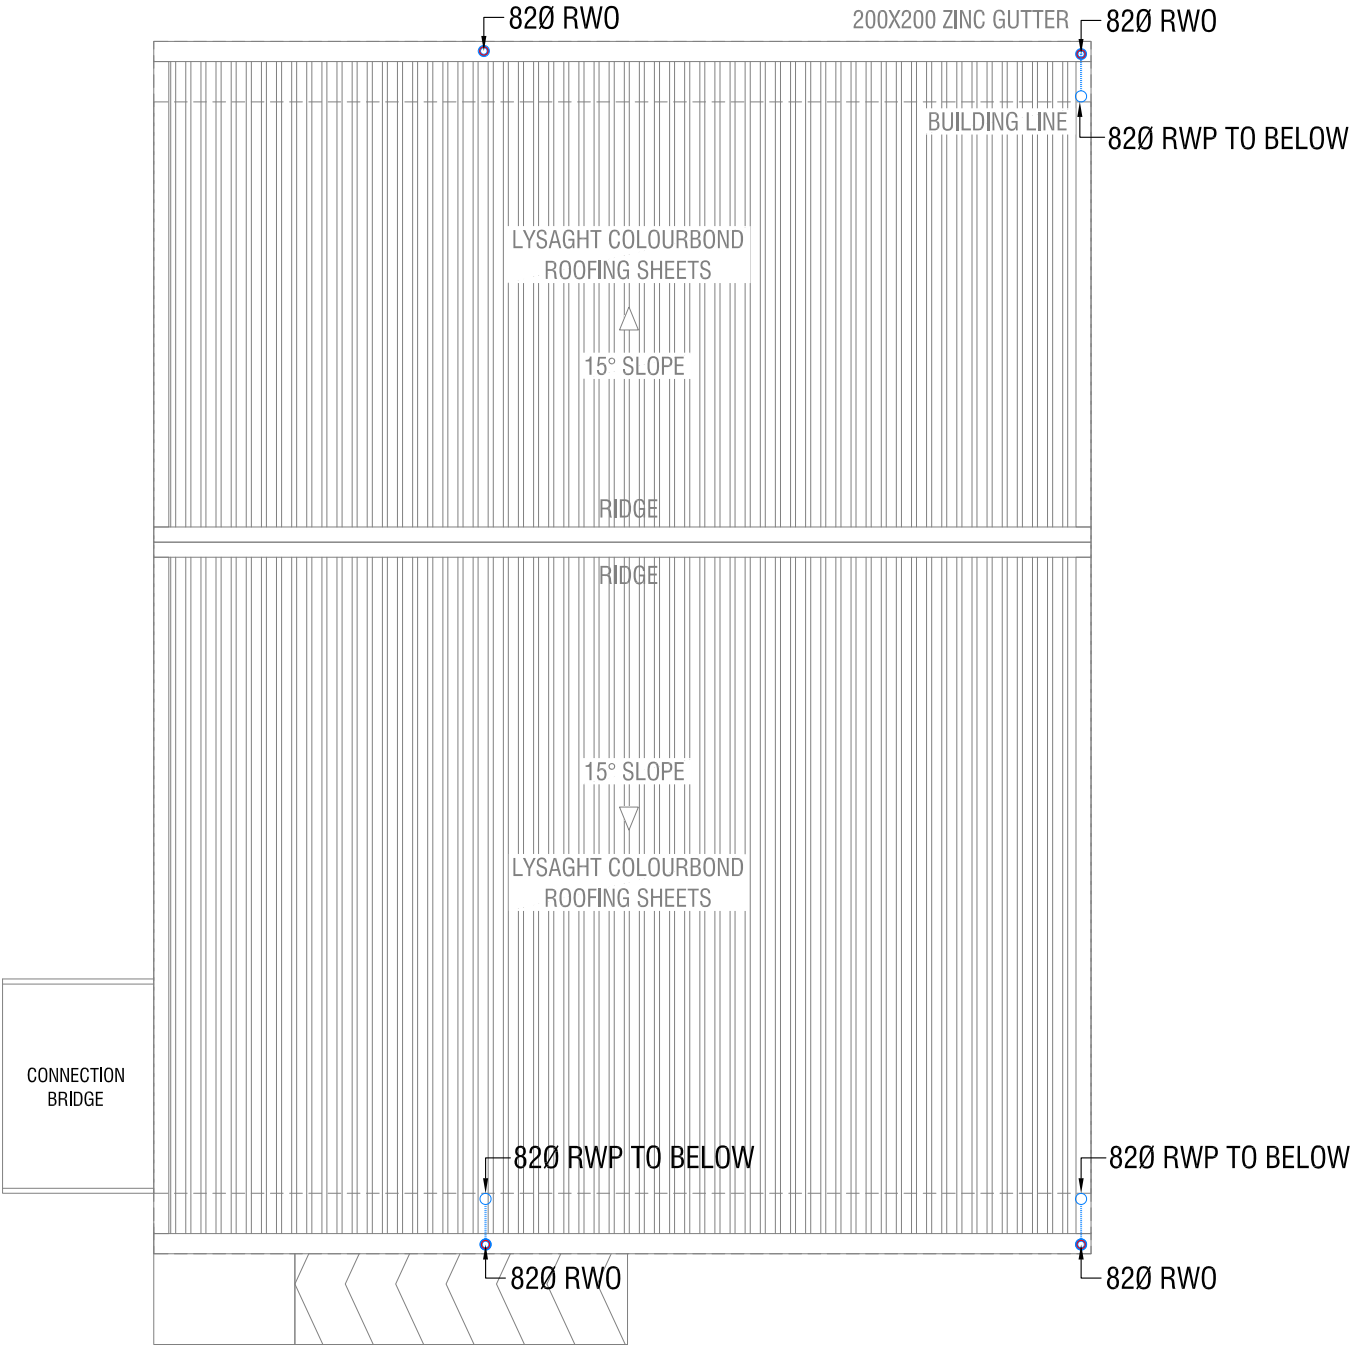 82Ø RWO
200X200 ZINC GUTTER
82Ø RWO
BUILDING LINE
82Ø RWP TO BELOW
LYSAGHT COLOURBOND
ROOFING SHEETS
15° SLOPE
RIDGE
RIDGE
15° SLOPE
LYSAGHT COLOURBOND
ROOFING SHEETS
CONNECTION
BRIDGE
82Ø RWP TO BELOW
82Ø RWP TO BELOW
82Ø RWO
82Ø RWO